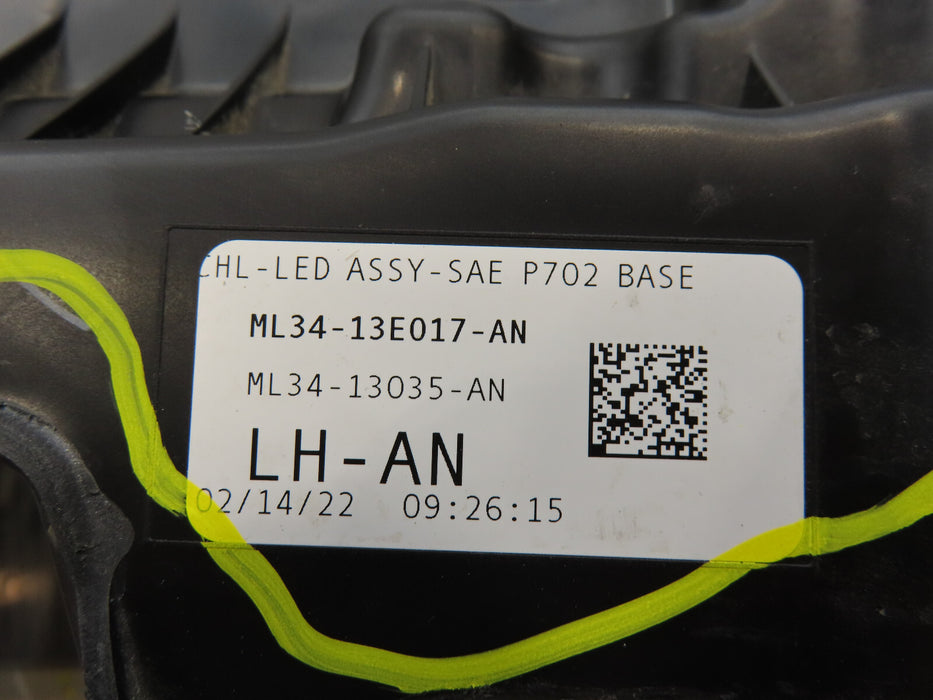 CHL-LED ASSY-SAE P702 BASE
ML34-13E017-AN
ML34-13035-AN
LH-AN
02/14/22 09:26:15